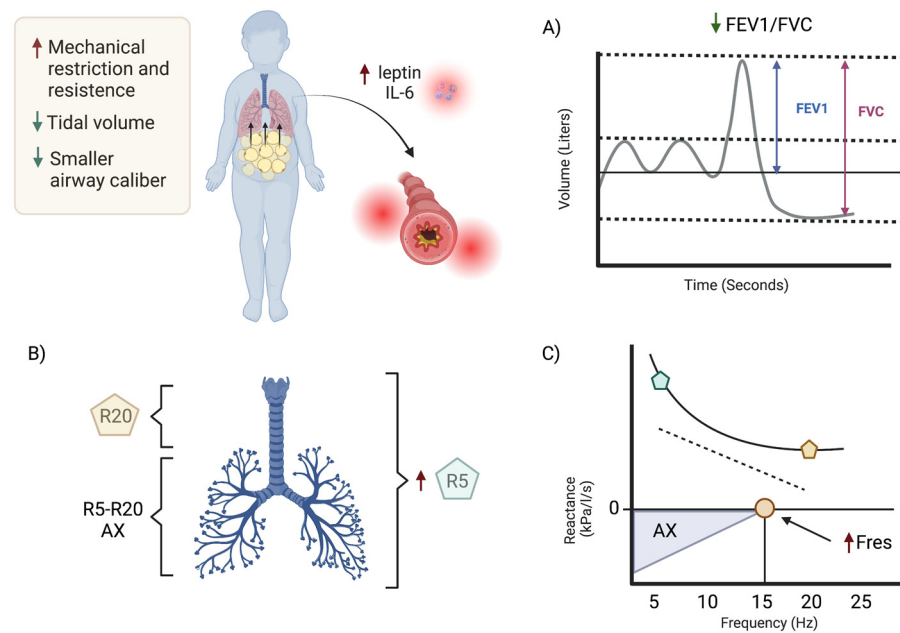 Mechanical
restriction and
resistence
Tidal volume
Smaller
airway caliber
leptin
IL-6
A)
FEV1/FVC
Volume (Liters)
FEV1
FVC
Time (Seconds)
B)
R20
R5-R20
AX
R5
C)
Reactance
(kPa/l/s)
0
AX
Fres
5 10 15 20 25
Frequency (Hz)